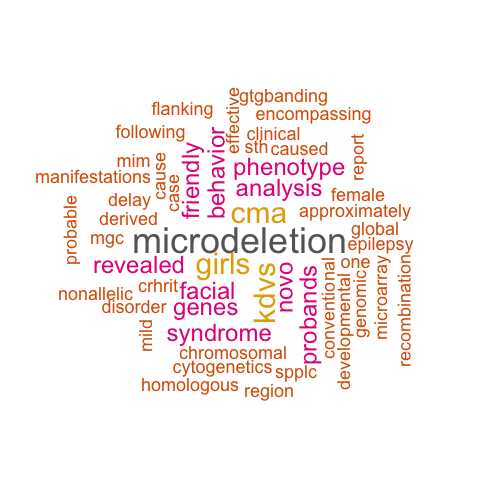 gtgbanding
flanking
effective
encompassing
following
behavior
clinical
sth
caused
report
friendly
mim
cause
phenotype
manifestations
case
analysis
female
probable
delay
cma
approximately
derived
global
mgc
microdeletion
epilepsy
revealed
girls
kdvs
novo
probands
conventional
one
developmental
genomic
microarray
recombination
nonallelic
crhrit
facial
disorder
genes
mild
syndrome
chromosomal
cytogenetics
spplc
homologous
region